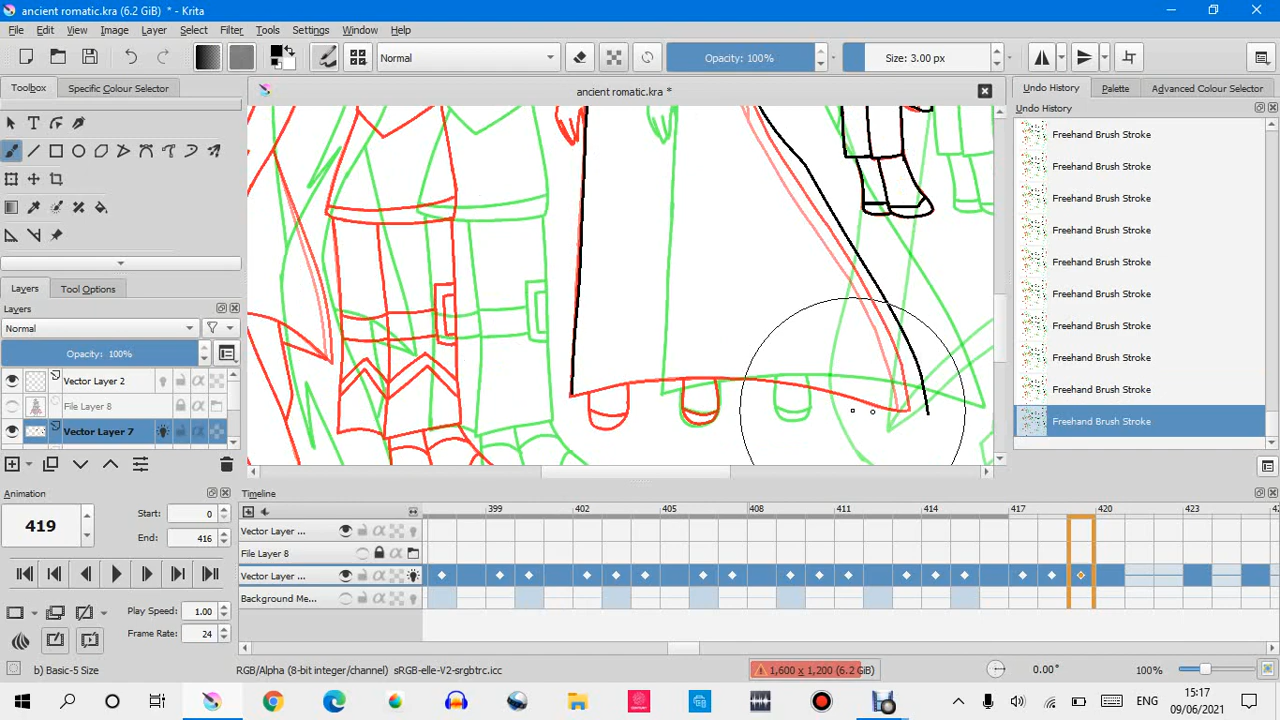 ancient romatic.kra (6.2 GiB) * - Krita
File Edit View Image Layer Select Filter Tools Settings Window Help
Normal Opacity: 100% Size: 3.00 px
Toolbox Specific Colour Selector
ancient romatic.kra *
Undo History Palette Advanced Colour Selector
Undo History
Freehand Brush Stroke
Freehand Brush Stroke
Freehand Brush Stroke
Freehand Brush Stroke
Freehand Brush Stroke
Freehand Brush Stroke
Freehand Brush Stroke
Freehand Brush Stroke
Freehand Brush Stroke
Freehand Brush Stroke
Layers Tool Options
Layers
Normal
Opacity: 100%
Vector Layer 2
File Layer 8
Vector Layer 7
Animation
419 Start: 0
End: 416
Play Speed: 1.00
Frame Rate: 24
Timeline
399 402 405 408 411 414 417 420 423 42
Vector Layer ...
File Layer 8
Vector Layer ...
Background Me...
b) Basic-5 Size RGB/Alpha (8-bit integer/channel) sRGB-elle-V2-srgbtrc.icc 1,600 x 1,200 (6.2 GiB) 0.00° 100%
ENG 15:17
09/06/2021